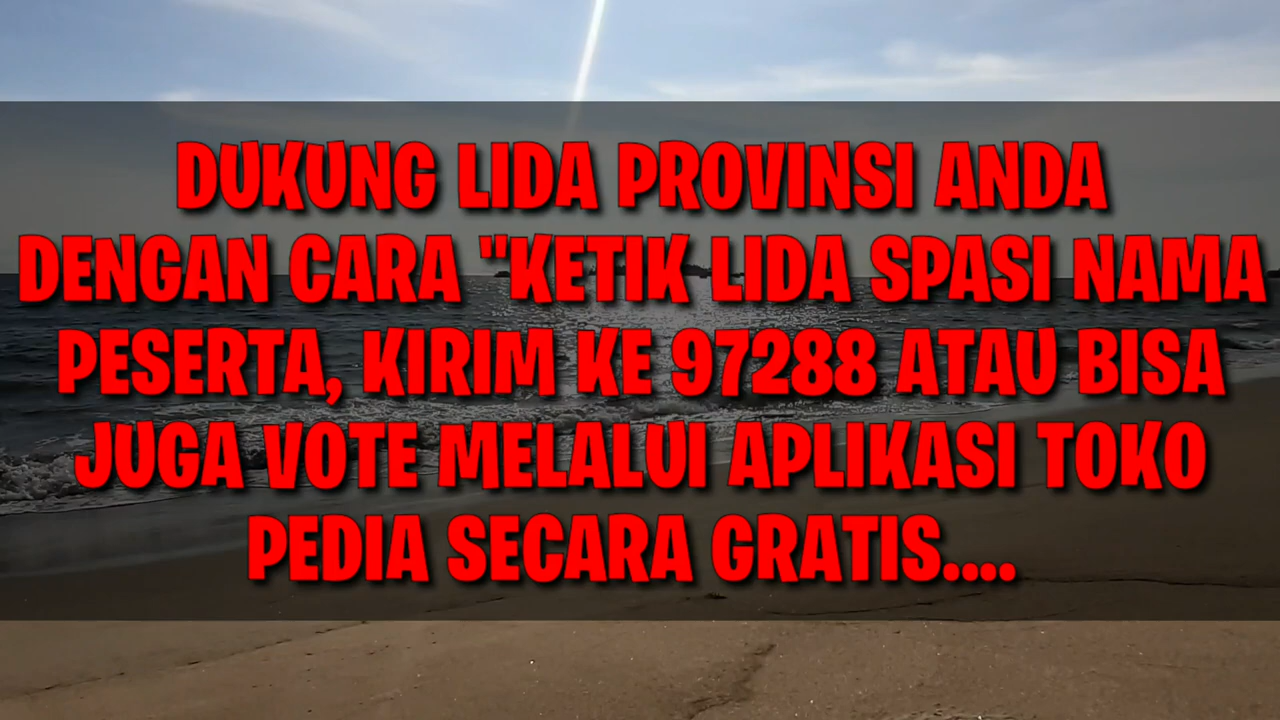 DUKUNG LIDA PROVINSI ANDA
DENGAN CARA "KETIK LIDA SPASI NAMA
PESERTA, KIRIM KE 97288 ATAU BISA
JUGA VOTE MELALUI APLIKASI TOKO
PEDIA SECARA GRATIS....